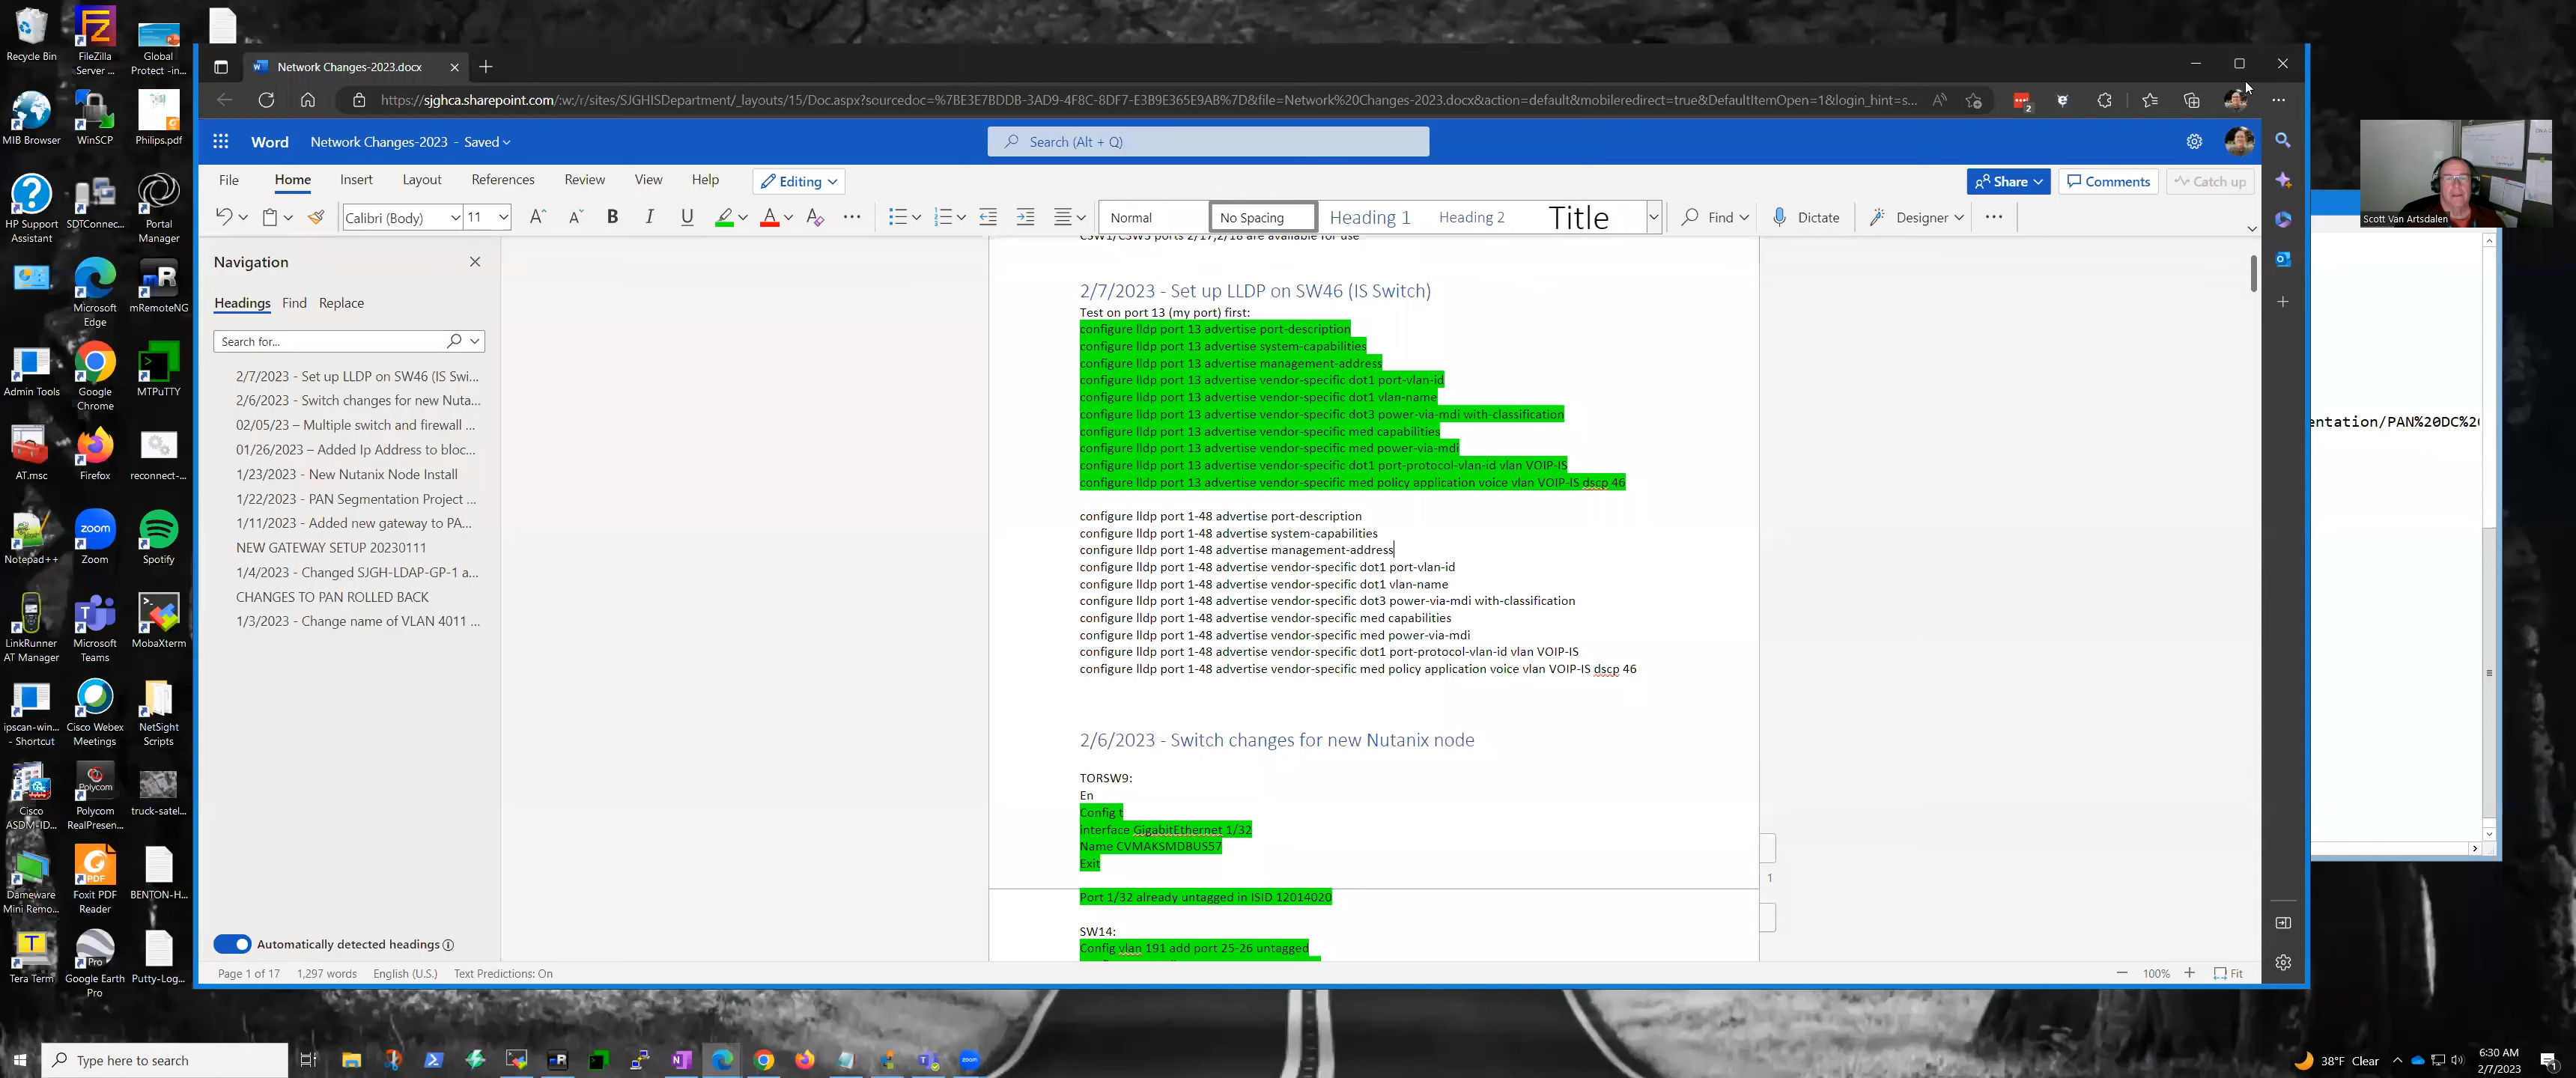 Recycle Bin
FileZilla
Server ...
Global
Protect -in...
MIB Browser
WinSCP
Philips.pdf
HP Support
Assistant
SDTConnec...
Portal
Manager
Microsoft
Edge
mRemoteNG
Admin Tools
Google
Chrome
MTPuTTY
AT.msc
Firefox
reconnect-...
Notepad++
Zoom
Spotify
LinkRunner
AT Manager
Microsoft
Teams
MobaXterm
ipscan-win...
- Shortcut
Cisco Webex
Meetings
NetSight
Scripts
Cisco
ASDM-ID...
Polycom
RealPresen...
truck-satel...
Dameware
Mini Remo...
Foxit PDF
Reader
BENTON-H...
Tera Term
Google Earth
Pro
Putty-Log...
Network Changes-2023.docx
https://sjghca.sharepoint.com/:w:/r/sites/SJGHISDepartment/_layouts/15/Doc.aspx?sourcedoc=%7BE3E7BDDB-3AD9-4F8C-8DF7-E3B9E365E9AB%7D&file=Network%20Changes-2023.docx&action=default&mobileredirect=true&DefaultItemOpen=1&login_hint=s...
Word Network Changes-2023 - Saved
Search (Alt + Q)
File Home Insert Layout References Review View Help Editing Share Comments Catch up
Calibri (Body) 11 B I U A Normal No Spacing Heading 1 Heading 2 Title Find Dictate Designer
Navigation
Headings Find Replace
Search for...
2/7/2023 - Set up LLDP on SW46 (IS Swi...
2/6/2023 - Switch changes for new Nuta...
02/05/23 – Multiple switch and firewall ...
01/26/2023 – Added Ip Address to bloc...
1/23/2023 - New Nutanix Node Install
1/22/2023 - PAN Segmentation Project ...
1/11/2023 - Added new gateway to PA...
NEW GATEWAY SETUP 20230111
1/4/2023 - Changed SJGH-LDAP-GP-1 a...
CHANGES TO PAN ROLLED BACK
1/3/2023 - Change name of VLAN 4011 ...
Automatically detected headings
CSW1/CSW3 ports 2/17,2/18 are available for use
2/7/2023 - Set up LLDP on SW46 (IS Switch)
Test on port 13 (my port) first:
configure lldp port 13 advertise port-description
configure lldp port 13 advertise system-capabilities
configure lldp port 13 advertise management-address
configure lldp port 13 advertise vendor-specific dot1 port-vlan-id
configure lldp port 13 advertise vendor-specific dot1 vlan-name
configure lldp port 13 advertise vendor-specific dot3 power-via-mdi with-classification
configure lldp port 13 advertise vendor-specific med capabilities
configure lldp port 13 advertise vendor-specific med power-via-mdi
configure lldp port 13 advertise vendor-specific dot1 port-protocol-vlan-id vlan VOIP-IS
configure lldp port 13 advertise vendor-specific med policy application voice vlan VOIP-IS dscp 46
configure lldp port 1-48 advertise port-description
configure lldp port 1-48 advertise system-capabilities
configure lldp port 1-48 advertise management-address
configure lldp port 1-48 advertise vendor-specific dot1 port-vlan-id
configure lldp port 1-48 advertise vendor-specific dot1 vlan-name
configure lldp port 1-48 advertise vendor-specific dot3 power-via-mdi with-classification
configure lldp port 1-48 advertise vendor-specific med capabilities
configure lldp port 1-48 advertise vendor-specific med power-via-mdi
configure lldp port 1-48 advertise vendor-specific dot1 port-protocol-vlan-id vlan VOIP-IS
configure lldp port 1-48 advertise vendor-specific med policy application voice vlan VOIP-IS dscp 46
2/6/2023 - Switch changes for new Nutanix node
TORSW9:
En
Config t
interface GigabitEthernet 1/32
Name CVMAKSMDBUS57
Exit
1
Port 1/32 already untagged in ISID 12014020
SW14:
Config vlan 191 add port 25-26 untagged
Page 1 of 17 1,297 words English (U.S.) Text Predictions: On 100% Fit
Scott Van Artsdalen
entation/PAN%20DC%20
Type here to search
38°F Clear
6:30 AM
2/7/2023